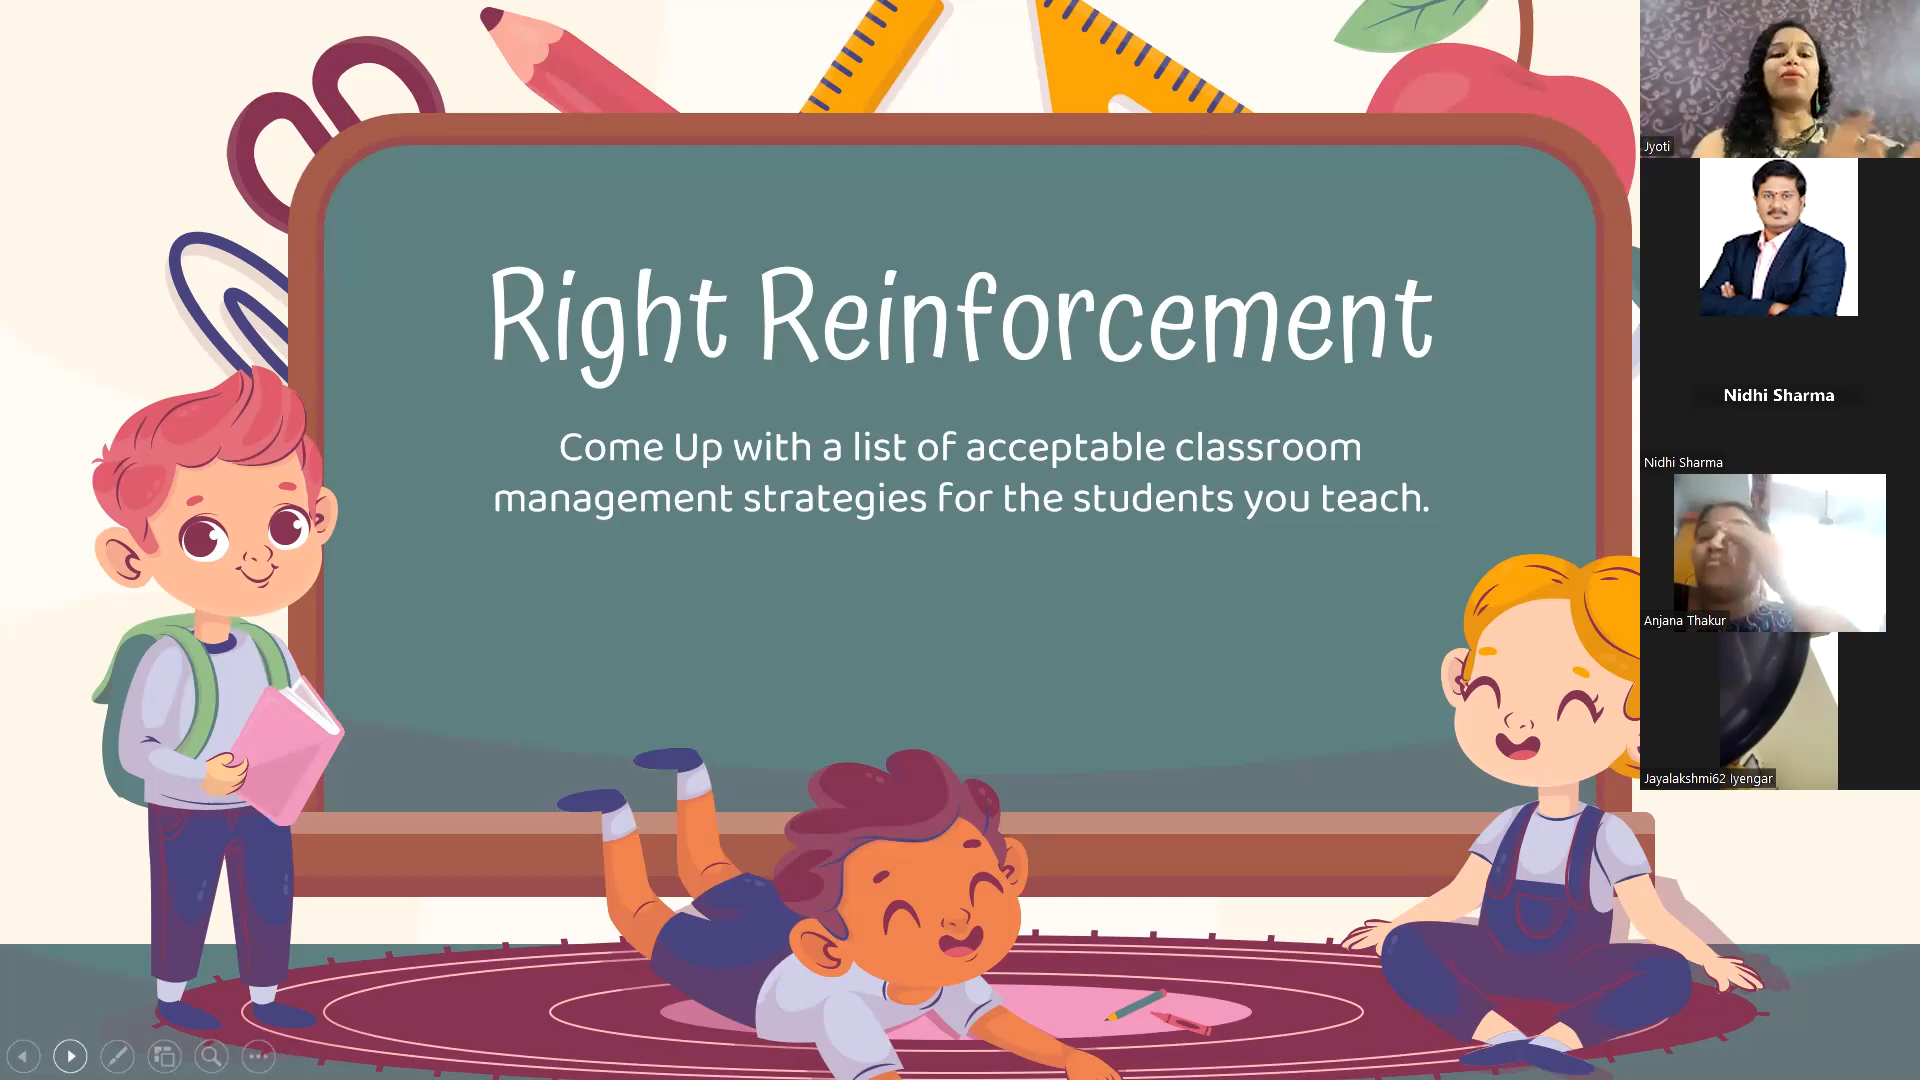 Right Reinforcement
Come Up with a list of acceptable classroom
management strategies for the students you teach.
Jyoti
Nidhi Sharma
Nidhi Sharma
Anjana Thakur
Jayalakshmi62 Iyengar